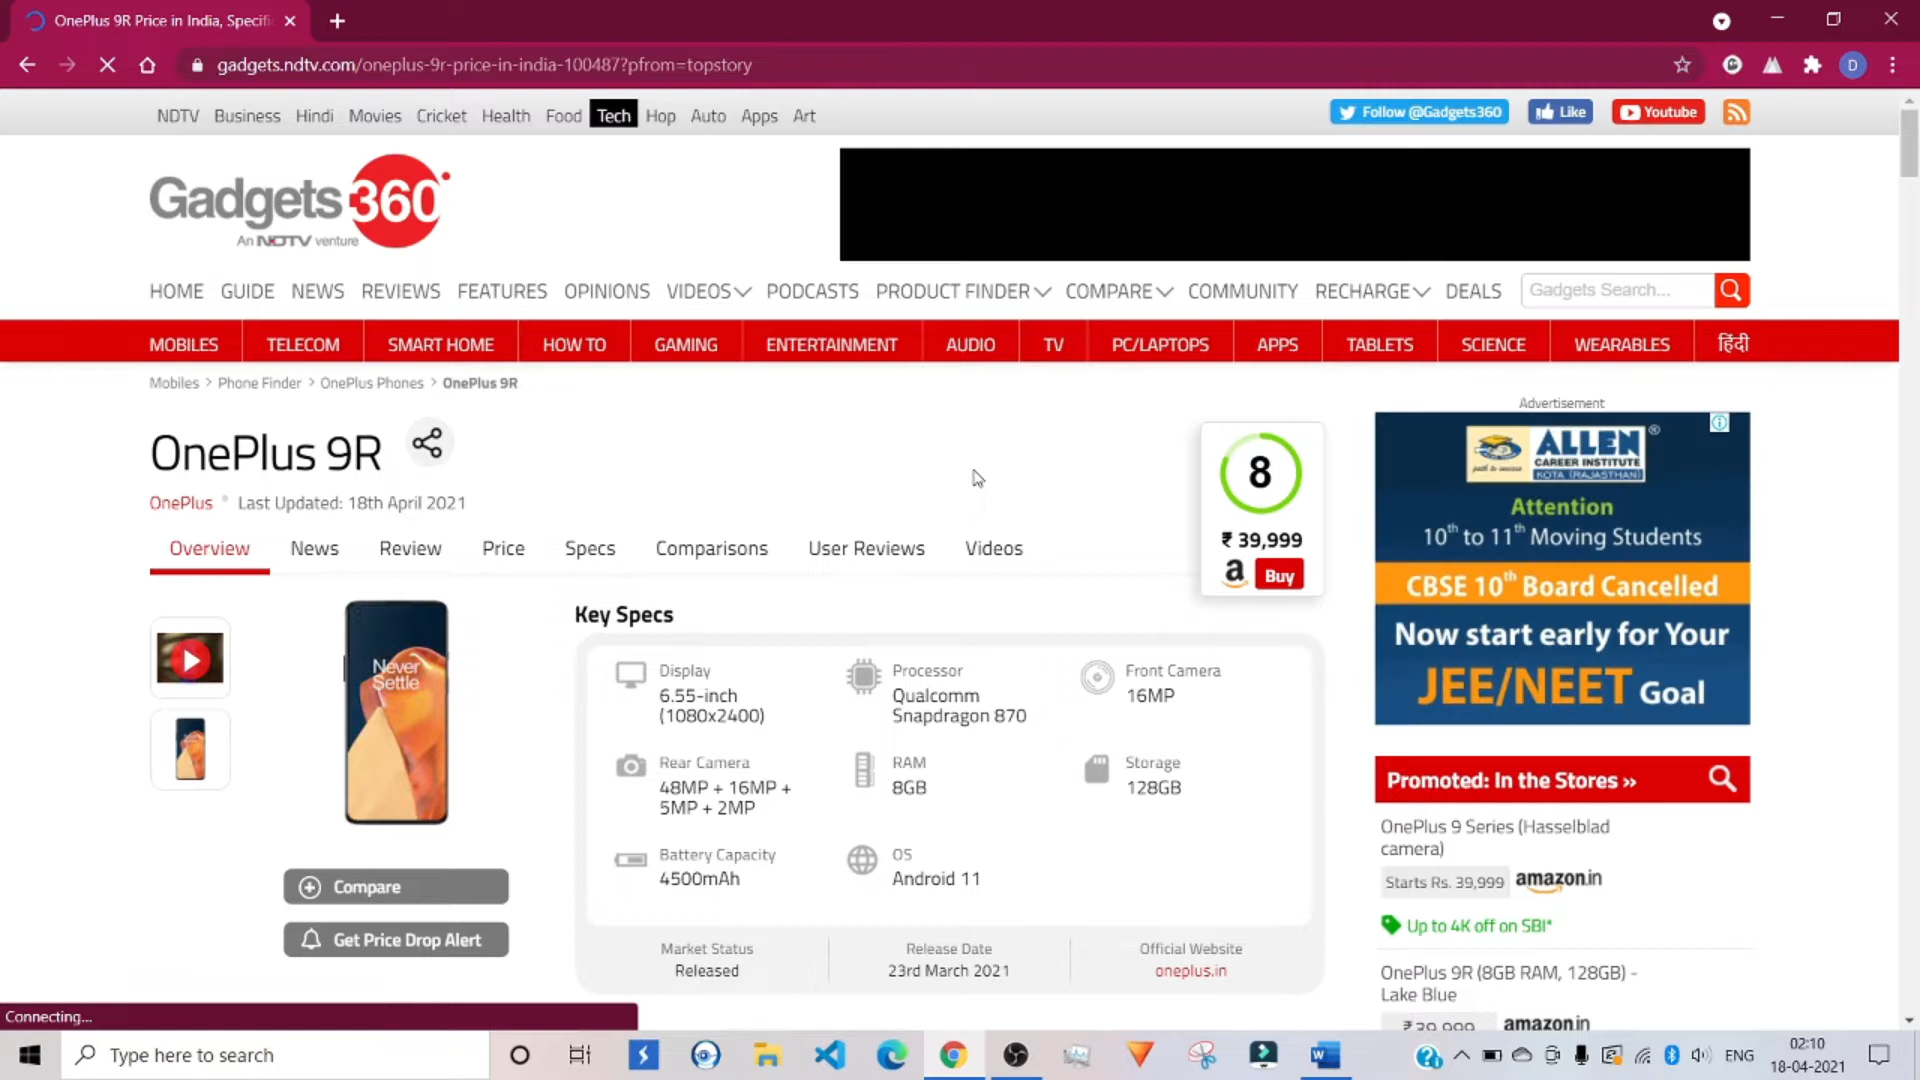 OnePlus 9R Price in India, Specifi
gadgets.ndtv.com/oneplus-9r-price-in-india-100487?pfrom=topstory
D
NDTV Business Hindi Movies Cricket Health Food Tech Hop Auto Apps Art
Follow @Gadgets360 Like Youtube
Gadgets 360
An NDTV venture
HOME GUIDE NEWS REVIEWS FEATURES OPINIONS VIDEOS PODCASTS PRODUCT FINDER COMPARE COMMUNITY RECHARGE DEALS Gadgets Search...
MOBILES TELECOM SMART HOME HOW TO GAMING ENTERTAINMENT AUDIO TV PC/LAPTOPS APPS TABLETS SCIENCE WEARABLES हिंदी
Mobiles > Phone Finder > OnePlus Phones > OnePlus 9R
OnePlus 9R
OnePlus Last Updated: 18th April 2021
Overview News Review Price Specs Comparisons User Reviews Videos
8
₹ 39,999
a Buy
Never
Settle
Key Specs
Display
6.55-inch
(1080x2400)
Processor
Qualcomm
Snapdragon 870
Front Camera
16MP
Rear Camera
48MP + 16MP +
5MP + 2MP
RAM
8GB
Storage
128GB
Battery Capacity
4500mAh
OS
Android 11
Market Status
Released
Release Date
23rd March 2021
Official Website
oneplus.in
Compare
Get Price Drop Alert
Advertisement
ALLEN®
CAREER INSTITUTE
KOTA (RAJASTHAN)
path to success
Attention
10th to 11th Moving Students
CBSE 10th Board Cancelled
Now start early for Your
JEE/NEET Goal
Promoted: In the Stores »
OnePlus 9 Series (Hasselblad
camera)
Starts Rs. 39,999 amazon.in
Up to 4K off on SBI*
OnePlus 9R (8GB RAM, 128GB) -
Lake Blue
₹ 39,999 amazon.in
Connecting...
Type here to search
ENG
02:10
18-04-2021